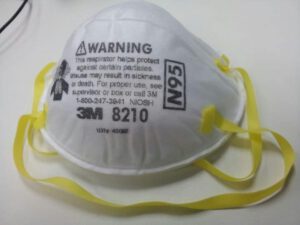 WARNING
This respirator helps protect
against certain particles.
Misuse may result in sickness
or death. For proper use, see
supervisor or box or call 3M
1-800-247-3941 NIOSH
N95
3M 8210